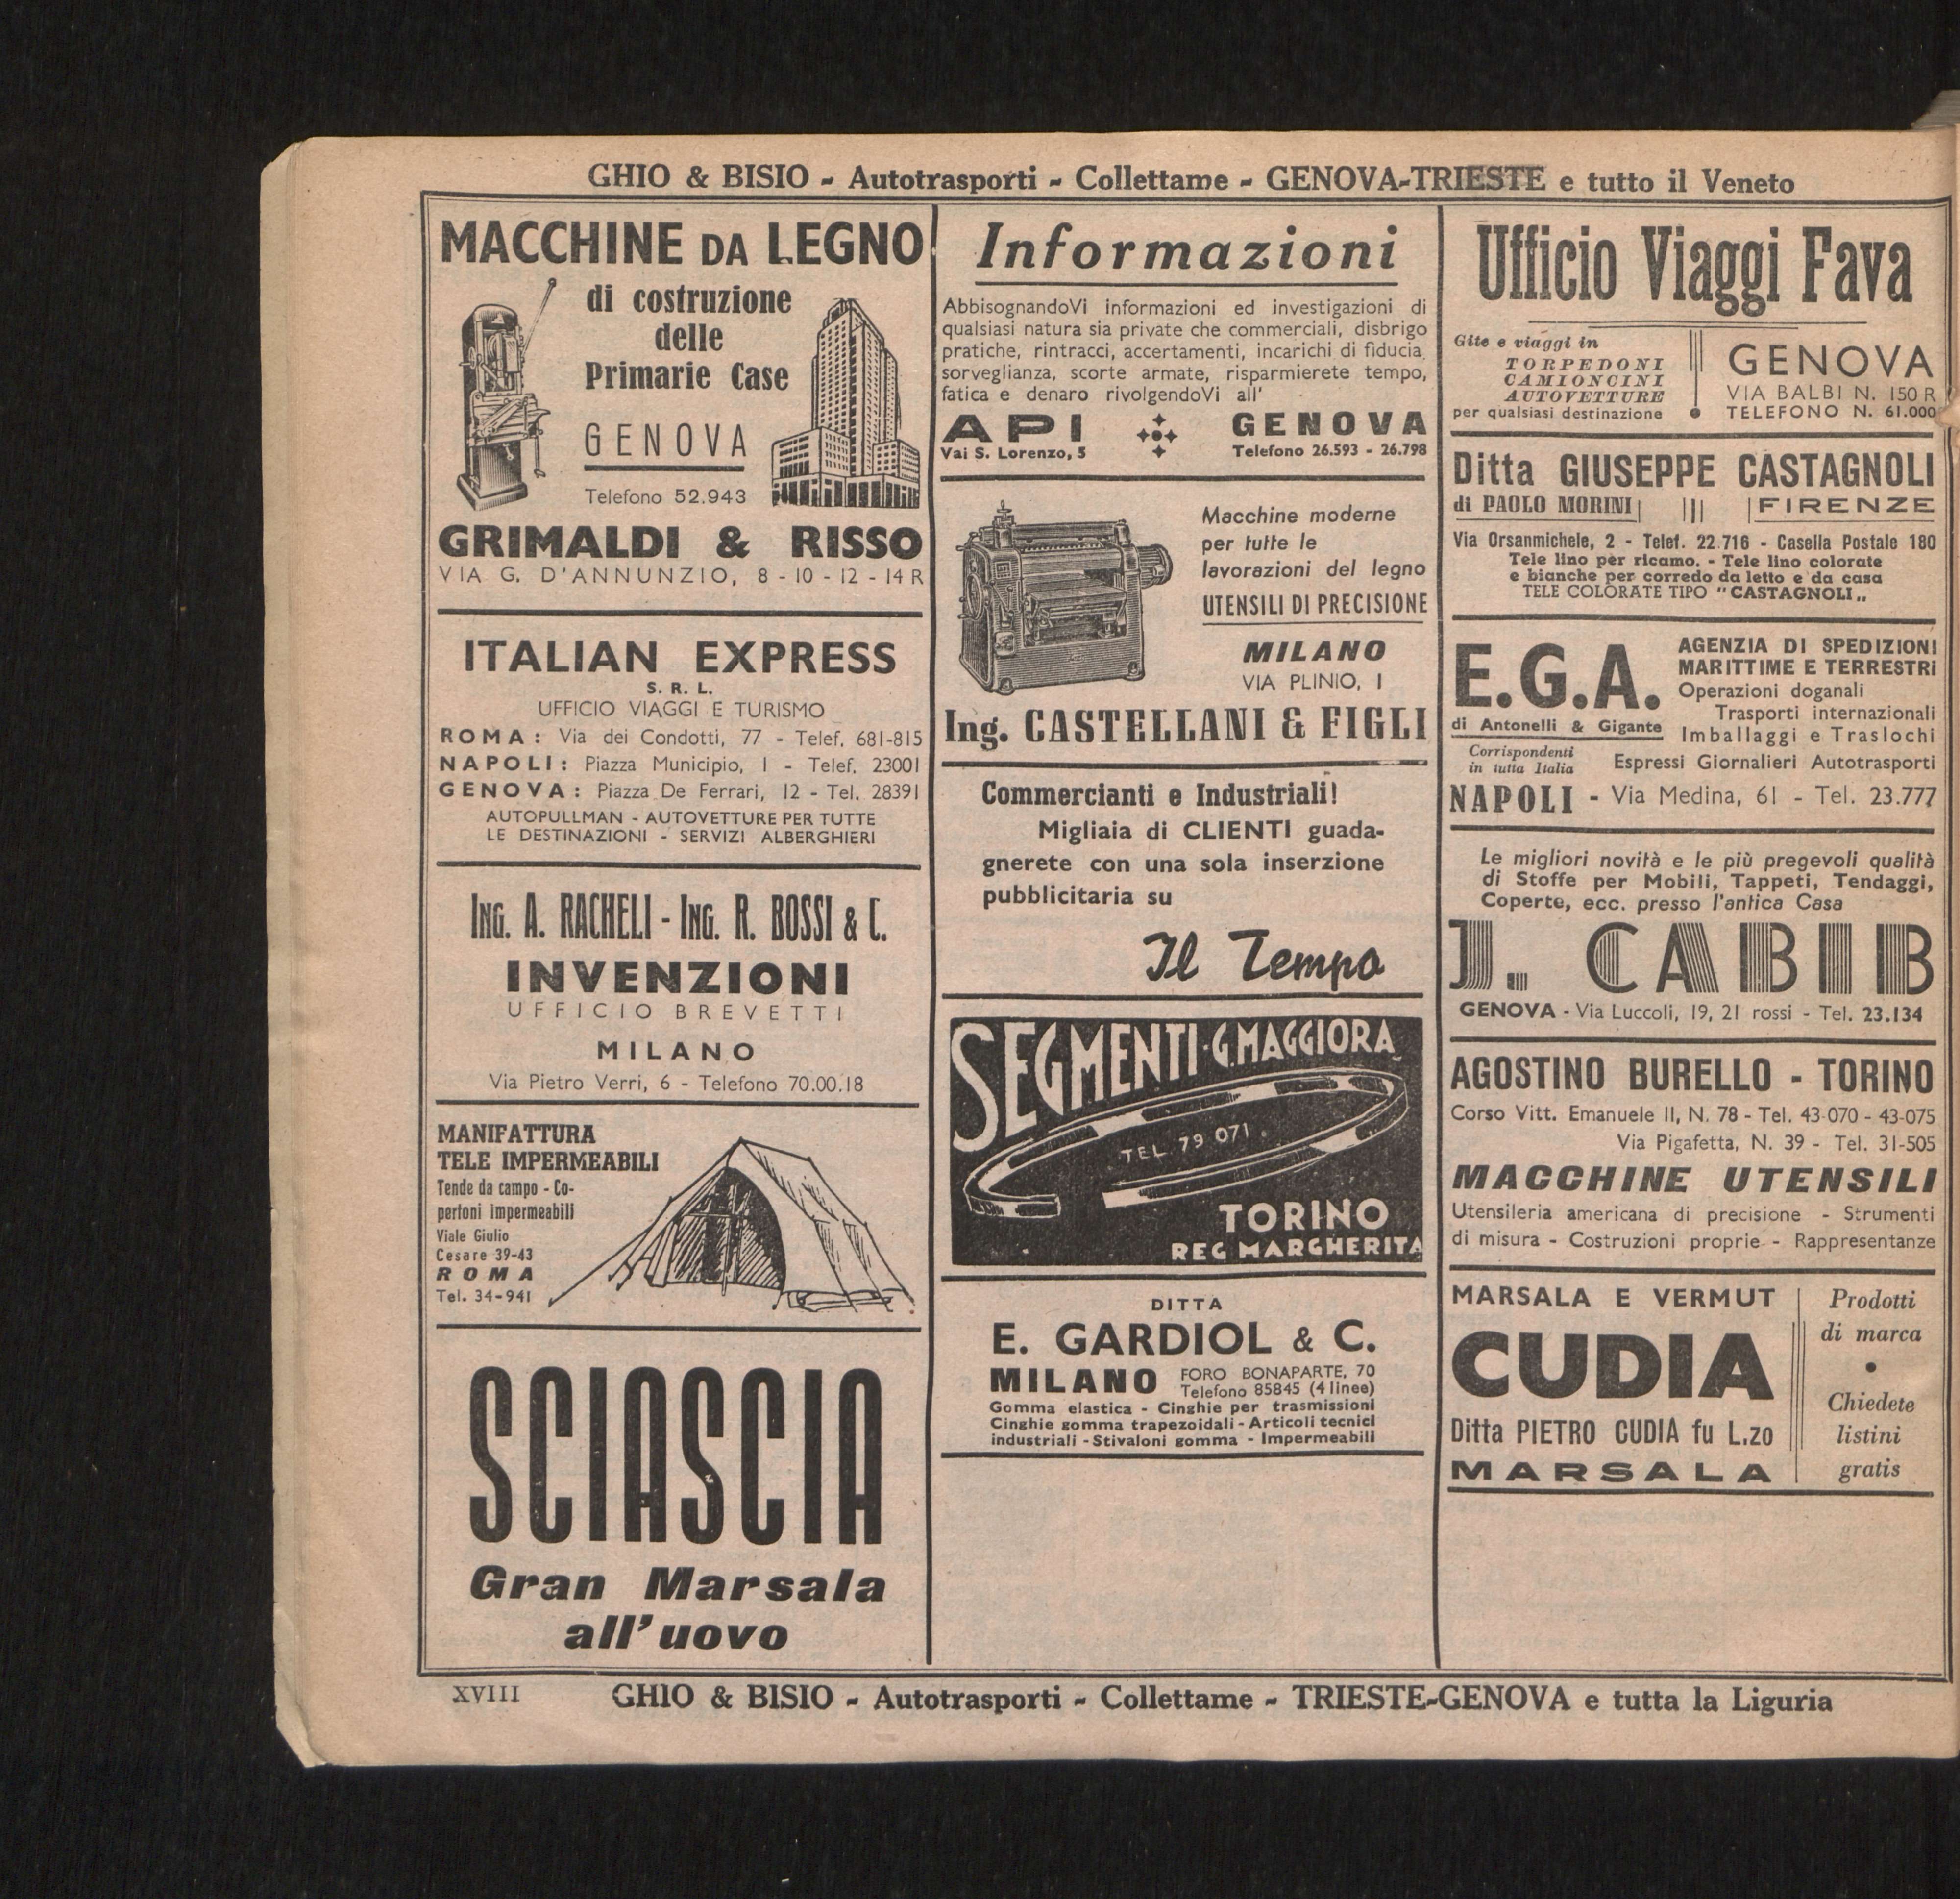 GHIO & BISIO - Autotrasporti - Collettame - GENOVA-TRIESTE e tutto il Veneto
MACCHINE DA LEGNO
di costruzione
delle
Primarie Case
GENOVA
Telefono 52.943
GRIMALDI & RISSO
VIA G. D'ANNUNZIO, 8 - 10 - 12 - 14 R
ITALIAN EXPRESS
S. R. L.
UFFICIO VIAGGI E TURISMO
ROMA: Via dei Condotti, 77 - Telef. 681-815
NAPOLI: Piazza Municipio, 1 - Telef. 23001
GENOVA: Piazza De Ferrari, 12 - Tel. 28391
AUTOPULLMAN - AUTOVETTURE PER TUTTE
LE DESTINAZIONI - SERVIZI ALBERGHIERI
ING. A. RACHELI - ING. R. BOSSI & C.
INVENZIONI
UFFICIO BREVETTI
MILANO
Via Pietro Verri, 6 - Telefono 70.00.18
MANIFATTURA
TELE IMPERMEABILI
Tende da campo - Co-
pertoni impermeabili
Viale Giulio
Cesare 39-43
ROMA
Tel. 34-941
SCIASCIA
Gran Marsala
all'uovo
Informazioni
AbbisognandoVi informazioni ed investigazioni di
qualsiasi natura sia private che commerciali, disbrigo
pratiche, rintracci, accertamenti, incarichi di fiducia,
sorveglianza, scorte armate, risparmierete tempo,
fatica e denaro rivolgendoVi all'
API GENOVA
Vai S. Lorenzo, 5 Telefono 26.593 - 26.798
Macchine moderne
per tutte le
lavorazioni del legno
UTENSILI DI PRECISIONE
MILANO
VIA PLINIO, 1
Ing. CASTELLANI & FIGLI
Commercianti e Industriali!
Migliaia di CLIENTI guada-
gnerete con una sola inserzione
pubblicitaria su
Il Tempo
SEGMENTI-G.MAGGIORA
TEL. 79 071.
TORINO
REG MARGHERITA
DITTA
E. GARDIOL & C.
MILANO FORO BONAPARTE, 70
Telefono 85845 (4 linee)
Gomma elastica - Cinghie per trasmissioni
Cinghie gomma trapezoidali - Articoli tecnici
industriali - Stivaloni gomma - Impermeabili
Ufficio Viaggi Fava
Gite e viaggi in
TORPEDONI
CAMIONCINI
AUTOVETTURE
per qualsiasi destinazione
GENOVA
VIA BALBI N. 150 R
TELEFONO N. 61.000
Ditta GIUSEPPE CASTAGNOLI
di PAOLO MORINI FIRENZE
Via Orsanmichele, 2 - Telef. 22.716 - Casella Postale 180
Tele lino per ricamo. - Tele lino colorate
e bianche per corredo da letto e da casa
TELE COLORATE TIPO "CASTAGNOLI„
E.G.A.
di Antonelli & Gigante
Corrispondenti
in tutta Italia
AGENZIA DI SPEDIZIONI
MARITTIME E TERRESTRI
Operazioni doganali
Trasporti internazionali
Imballaggi e Traslochi
Espressi Giornalieri Autotrasporti
NAPOLI - Via Medina, 61 - Tel. 23.777
Le migliori novità e le più pregevoli qualità
di Stoffe per Mobili, Tappeti, Tendaggi,
Coperte, ecc. presso l'antica Casa
J. CABIB
GENOVA - Via Luccoli, 19, 21 rossi - Tel. 23.134
AGOSTINO BURELLO - TORINO
Corso Vitt. Emanuele II, N. 78 - Tel. 43-070 - 43-075
Via Pigafetta, N. 39 - Tel. 31-505
MACCHINE UTENSILI
Utensileria americana di precisione - Strumenti
di misura - Costruzioni proprie - Rappresentanze
MARSALA E VERMUT
CUDIA
Ditta PIETRO CUDIA fu L.zo
MARSALA
Prodotti
di marca
•
Chiedete
listini
gratis
XVIII
GHIO & BISIO - Autotrasporti - Collettame - TRIESTE-GENOVA e tutta la Liguria